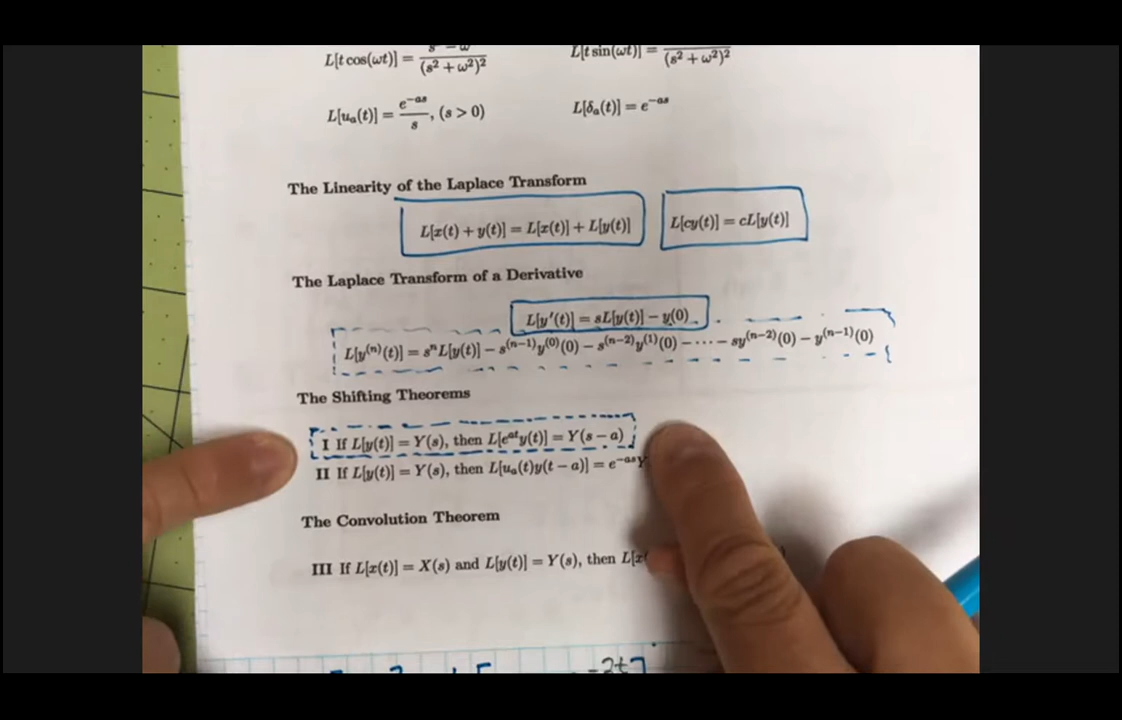 L[t cos(ωt)] = s² − ω² / (s² + ω²)² L[t sin(ωt)] = / (s² + ω²)²
L[uₐ(t)] = e^{−as} / s, (s > 0) L[δₐ(t)] = e^{−as}
The Linearity of the Laplace Transform
L[x(t) + y(t)] = L[x(t)] + L[y(t)] L[cy(t)] = cL[y(t)]
The Laplace Transform of a Derivative
L[y′(t)] = sL[y(t)] − y(0)
L[y^{(n)}(t)] = s^n L[y(t)] − s^{(n−1)}y^{(0)}(0) − s^{(n−2)}y^{(1)}(0) − ⋯ − sy^{(n−2)}(0) − y^{(n−1)}(0)
The Shifting Theorems
I If L[y(t)] = Y(s), then L[e^{at}y(t)] = Y(s − a)
II If L[y(t)] = Y(s), then L[uₐ(t)y(t − a)] = e^{−as}Y
The Convolution Theorem
III If L[x(t)] = X(s) and L[y(t)] = Y(s), then L[x(